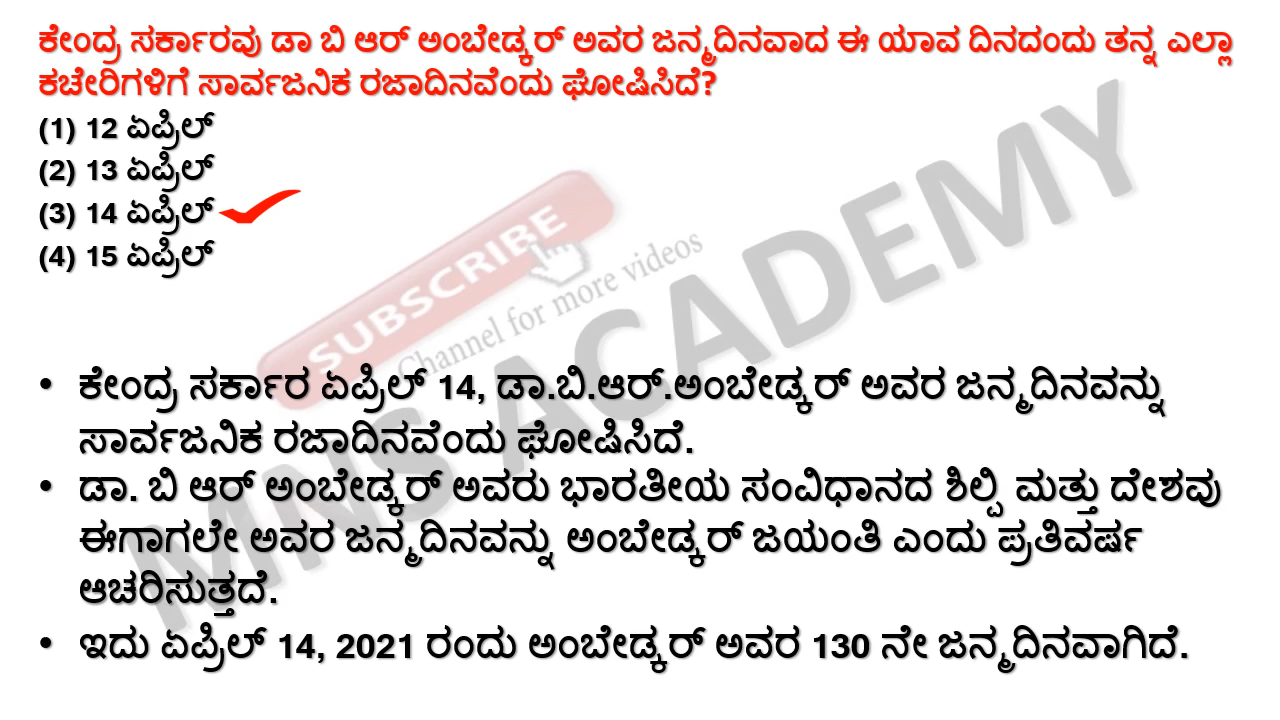 ಕೇಂದ್ರ ಸರ್ಕಾರವು ಡಾ ಬಿ ಆರ್ ಅಂಬೇಡ್ಕರ್ ಅವರ ಜನ್ಮದಿನವಾದ ಈ ಯಾವ ದಿನದಂದು ತನ್ನ ಎಲ್ಲಾ
ಕಚೇರಿಗಳಿಗೆ ಸಾರ್ವಜನಿಕ ರಜಾದಿನವೆಂದು ಘೋಷಿಸಿದೆ?
(1) 12 ಏಪ್ರಿಲ್
(2) 13 ಏಪ್ರಿಲ್
(3) 14 ಏಪ್ರಿಲ್
(4) 15 ಏಪ್ರಿಲ್
SUBSCRIBE
Channel for more videos
MNS ACADEMY
• ಕೇಂದ್ರ ಸರ್ಕಾರ ಏಪ್ರಿಲ್ 14, ಡಾ.ಬಿ.ಆರ್.ಅಂಬೇಡ್ಕರ್ ಅವರ ಜನ್ಮದಿನವನ್ನು
ಸಾರ್ವಜನಿಕ ರಜಾದಿನವೆಂದು ಘೋಷಿಸಿದೆ.
• ಡಾ. ಬಿ ಆರ್ ಅಂಬೇಡ್ಕರ್ ಅವರು ಭಾರತೀಯ ಸಂವಿಧಾನದ ಶಿಲ್ಪಿ ಮತ್ತು ದೇಶವು
ಈಗಾಗಲೇ ಅವರ ಜನ್ಮದಿನವನ್ನು ಅಂಬೇಡ್ಕರ್ ಜಯಂತಿ ಎಂದು ಪ್ರತಿವರ್ಷ
ಆಚರಿಸುತ್ತದೆ.
• ಇದು ಏಪ್ರಿಲ್ 14, 2021 ರಂದು ಅಂಬೇಡ್ಕರ್ ಅವರ 130 ನೇ ಜನ್ಮದಿನವಾಗಿದೆ.